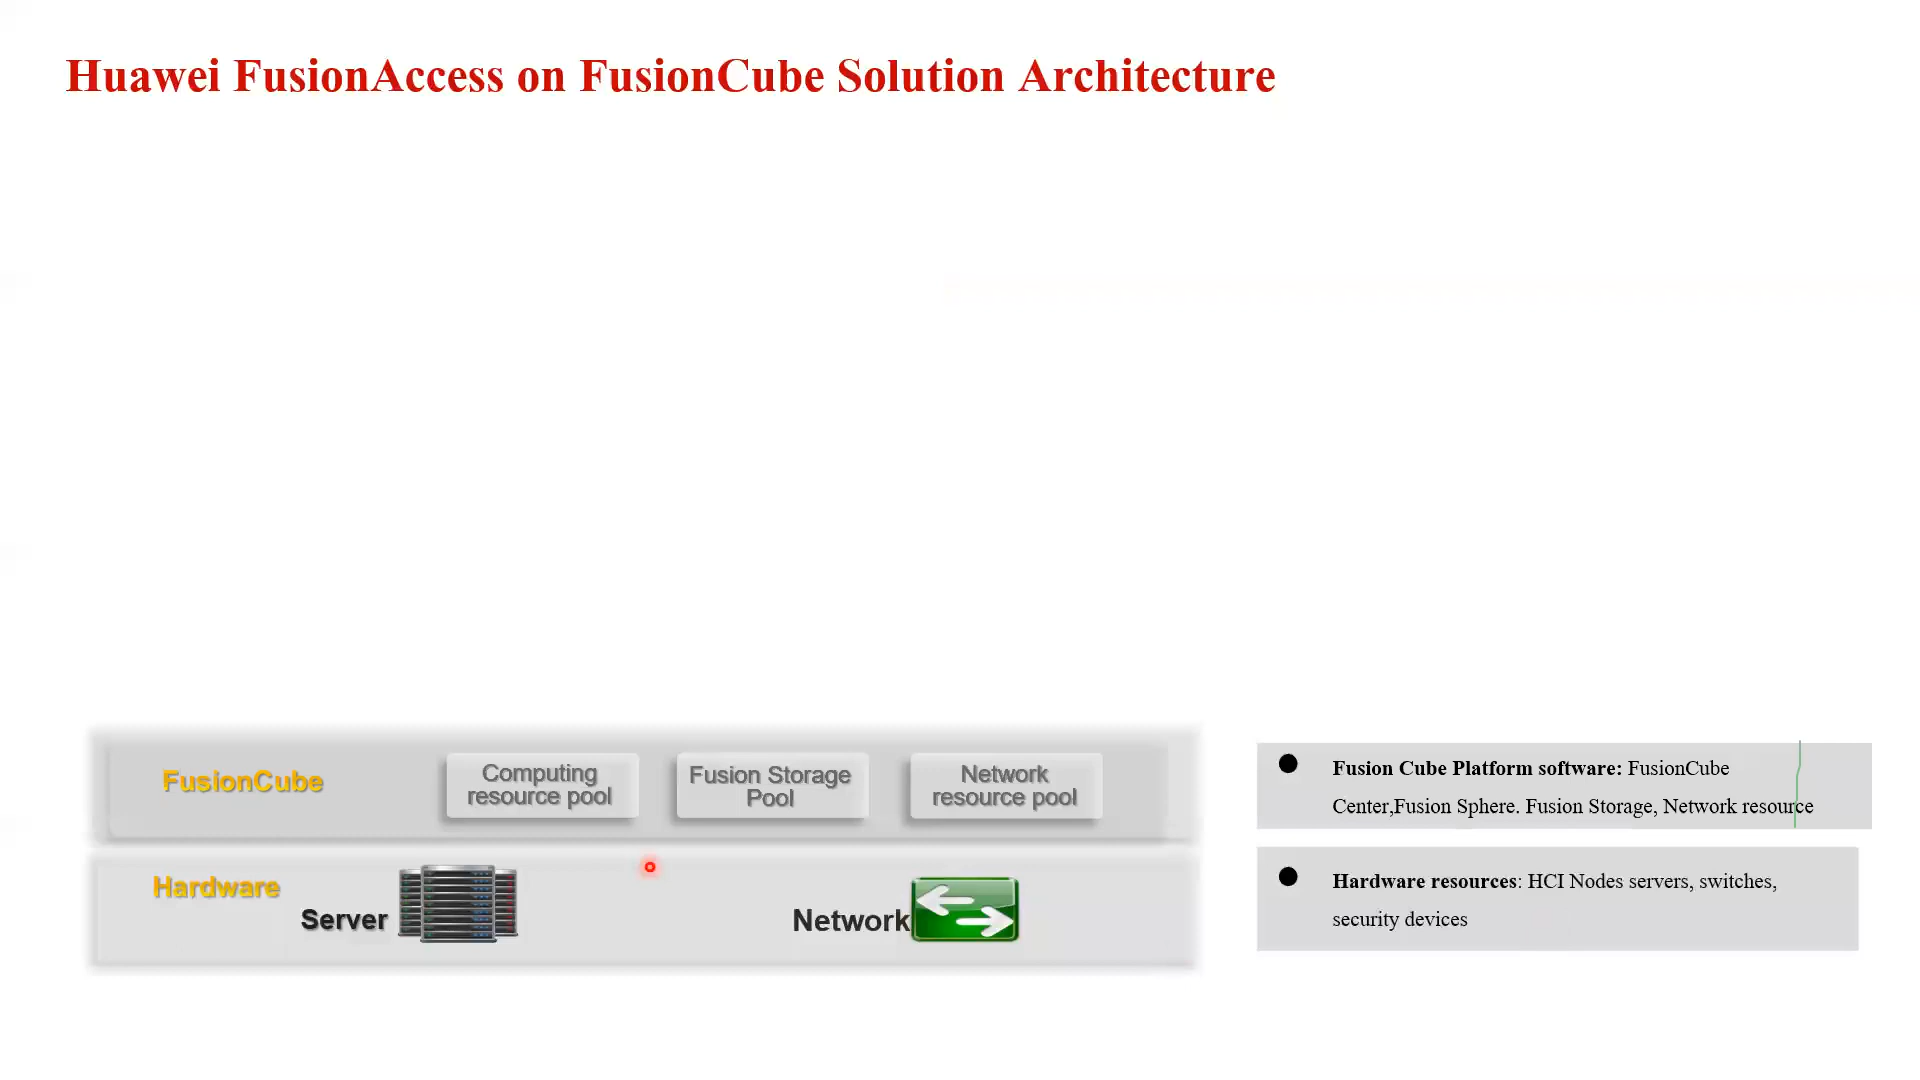 Huawei FusionAccess on FusionCube Solution Architecture
FusionCube
Computing
resource pool
Fusion Storage
Pool
Network
resource pool
Fusion Cube Platform software: FusionCube
Center,Fusion Sphere. Fusion Storage, Network resource
Hardware
Server
Network
Hardware resources: HCI Nodes servers, switches,
security devices